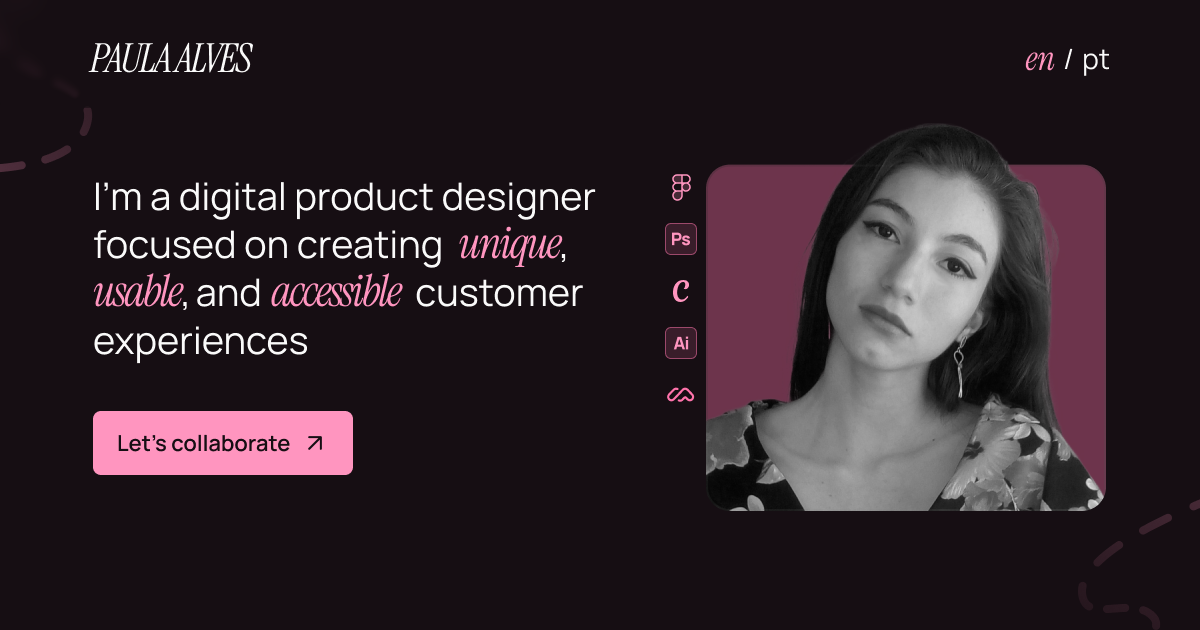 PAULA ALVES
en / pt
I'm a digital product designer
focused on creating unique,
usable, and accessible customer
experiences
Let's collaborate
Ps
C
Ai